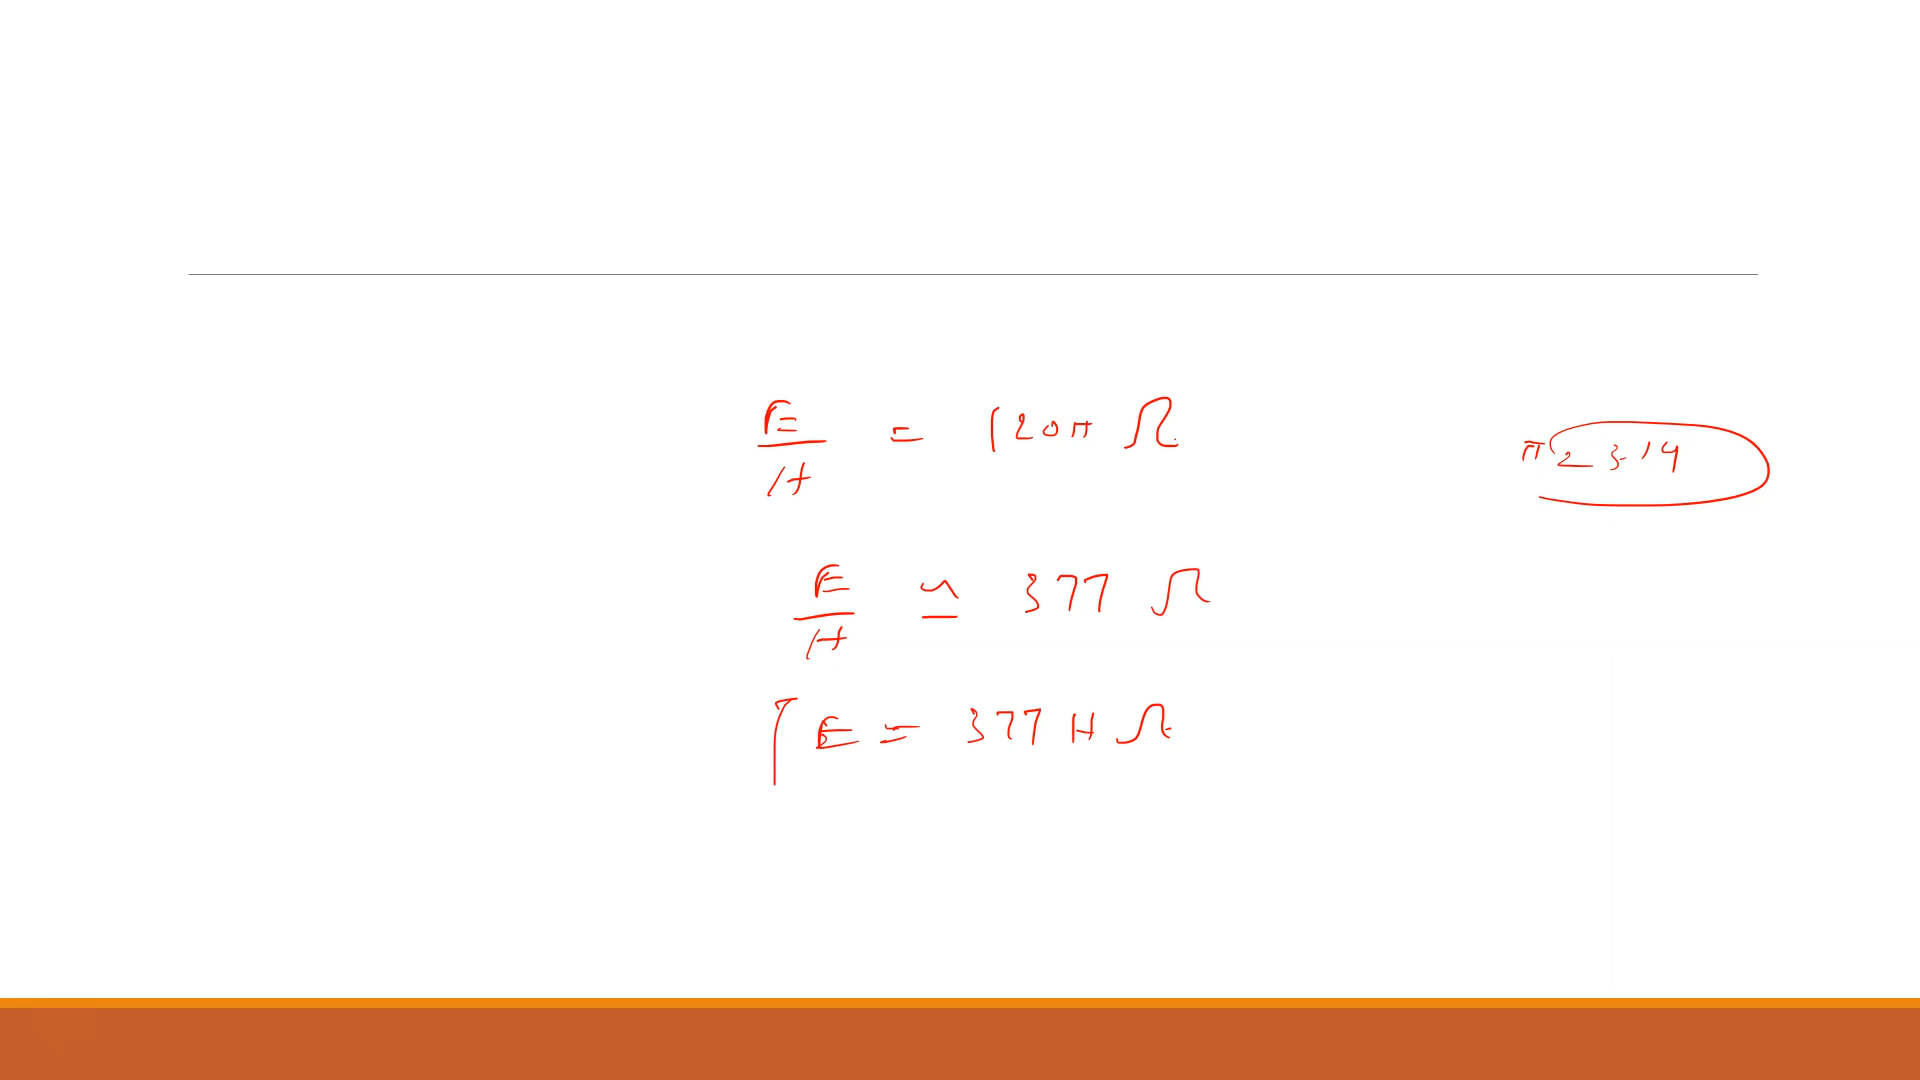 E/H = 120π Ω
π = 3.14
E/H ≃ 377 Ω
E = 377 H Ω